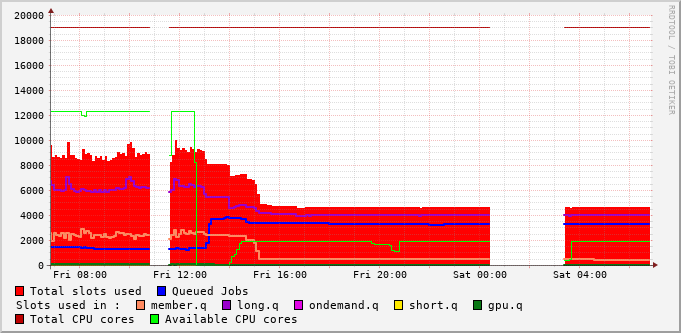 20000
18000
16000
14000
12000
10000
8000
6000
4000
2000
0
Fri 08:00 Fri 12:00 Fri 16:00 Fri 20:00 Sat 00:00 Sat 04:00
RRDTOOL / TOBI OETIKER
Total slots used Queued Jobs
Slots used in : member.q long.q ondemand.q short.q gpu.q
Total CPU cores Available CPU cores